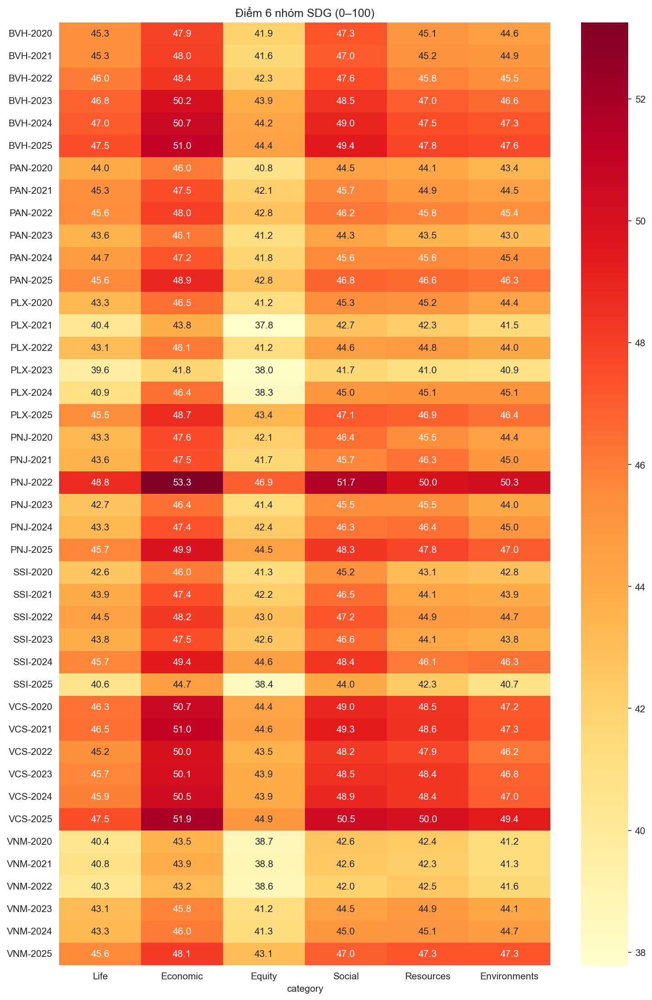 Điểm 6 nhóm SDG (0–100)
BVH-2020 45.3 47.9 41.9 47.3 45.1 44.6
BVH-2021 45.3 48.0 41.6 47.0 45.2 44.9
BVH-2022 46.0 48.4 42.3 47.6 45.8 45.5
BVH-2023 46.8 50.2 43.9 48.5 47.0 46.6
BVH-2024 47.0 50.7 44.2 49.0 47.5 47.3
BVH-2025 47.5 51.0 44.4 49.4 47.8 47.6
PAN-2020 44.0 46.0 40.8 44.5 44.1 43.4
PAN-2021 45.3 47.5 42.1 45.7 44.9 44.5
PAN-2022 45.6 48.0 42.8 46.2 45.8 45.4
PAN-2023 43.6 46.1 41.2 44.3 43.5 43.0
PAN-2024 44.7 47.2 41.8 45.6 45.6 45.4
PAN-2025 45.6 48.9 42.8 46.8 46.6 46.3
PLX-2020 43.3 46.5 41.2 45.3 45.2 44.4
PLX-2021 40.4 43.8 37.8 42.7 42.3 41.5
PLX-2022 43.1 46.1 41.2 44.6 44.8 44.0
PLX-2023 39.6 41.8 38.0 41.7 41.0 40.9
PLX-2024 40.9 46.4 38.3 45.0 45.1 45.1
PLX-2025 45.5 48.7 43.4 47.1 46.9 46.4
PNJ-2020 43.3 47.6 42.1 46.4 45.5 44.4
PNJ-2021 43.6 47.5 41.7 45.7 46.3 45.0
PNJ-2022 48.8 53.3 46.9 51.7 50.0 50.3
PNJ-2023 42.7 46.4 41.4 45.5 45.5 44.0
PNJ-2024 43.3 47.4 42.4 46.3 46.4 45.0
PNJ-2025 45.7 49.9 44.5 48.3 47.8 47.0
SSI-2020 42.6 46.0 41.3 45.2 43.1 42.8
SSI-2021 43.9 47.4 42.2 46.5 44.1 43.9
SSI-2022 44.5 48.2 43.0 47.2 44.9 44.7
SSI-2023 43.8 47.5 42.6 46.6 44.1 43.8
SSI-2024 45.7 49.4 44.6 48.4 46.1 46.3
SSI-2025 40.6 44.7 38.4 44.0 42.3 40.7
VCS-2020 46.3 50.7 44.4 49.0 48.5 47.2
VCS-2021 46.5 51.0 44.6 49.3 48.6 47.3
VCS-2022 45.2 50.0 43.5 48.2 47.9 46.2
VCS-2023 45.7 50.1 43.9 48.5 48.4 46.8
VCS-2024 45.9 50.5 43.9 48.9 48.4 47.0
VCS-2025 47.5 51.9 44.9 50.5 50.0 49.4
VNM-2020 40.4 43.5 38.7 42.6 42.4 41.2
VNM-2021 40.8 43.9 38.8 42.6 42.3 41.3
VNM-2022 40.3 43.2 38.6 42.0 42.5 41.6
VNM-2023 43.1 45.8 41.2 44.5 44.9 44.1
VNM-2024 43.3 46.0 41.3 45.0 45.1 44.7
VNM-2025 45.6 48.1 43.1 47.0 47.3 47.3
Life Economic Equity Social Resources Environments
category
52
50
48
46
44
42
40
38